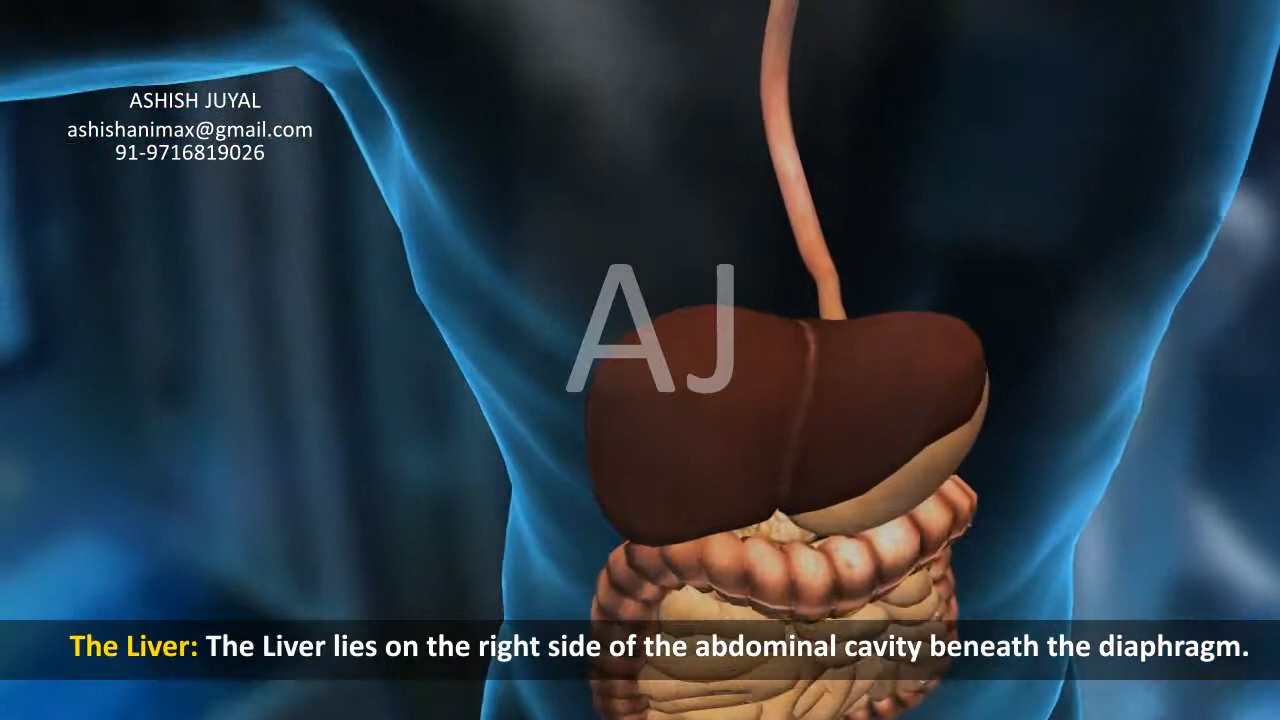 ASHISH JUYAL
ashishanimax@gmail.com
91-9716819026
AJ
The Liver: The Liver lies on the right side of the abdominal cavity beneath the diaphragm.